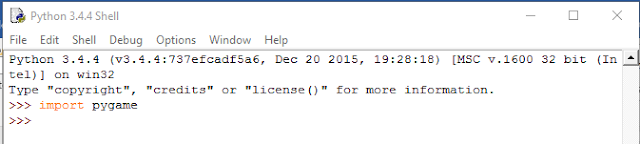 Python 3.4.4 Shell
File Edit Shell Debug Options Window Help
Python 3.4.4 (v3.4.4:737efcadf5a6, Dec 20 2015, 19:28:18) [MSC v.1600 32 bit (In
tel)] on win32
Type "copyright", "credits" or "license()" for more information.
>>> import pygame
>>>